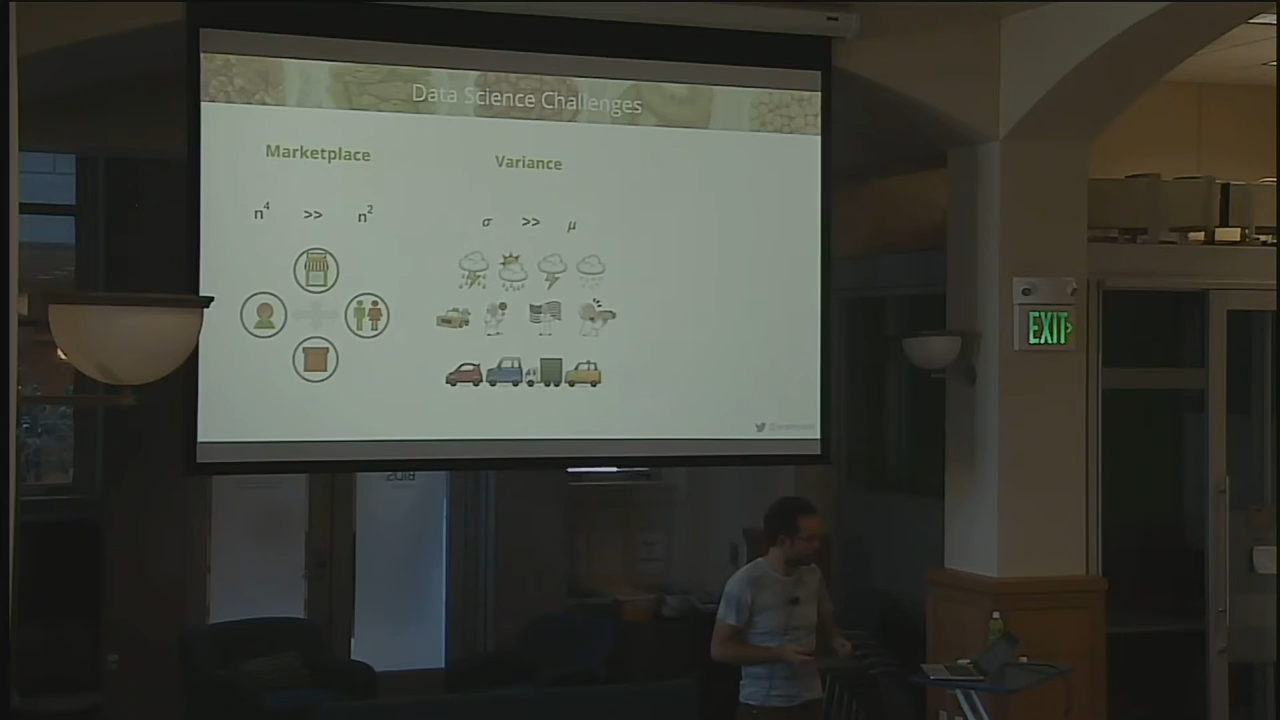 Data Science Challenges
Marketplace
n⁴ >> n²
Variance
σ >> μ
EXIT